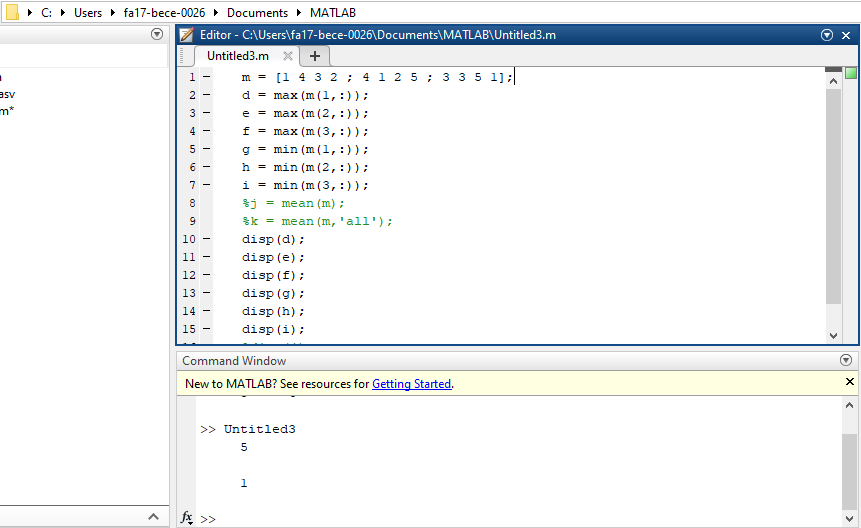 C: Users fa17-bece-0026 Documents MATLAB
Editor - C:\Users\fa17-bece-0026\Documents\MATLAB\Untitled3.m
Untitled3.m
asv
m*
1 m = [1 4 3 2 ; 4 1 2 5 ; 3 3 5 1];
2 d = max(m(1,:));
3 e = max(m(2,:));
4 f = max(m(3,:));
5 g = min(m(1,:));
6 h = min(m(2,:));
7 i = min(m(3,:));
8 %j = mean(m);
9 %k = mean(m,'all');
10 disp(d);
11 disp(e);
12 disp(f);
13 disp(g);
14 disp(h);
15 disp(i);
Command Window
New to MATLAB? See resources for Getting Started.
>> Untitled3
5
1
fx >>